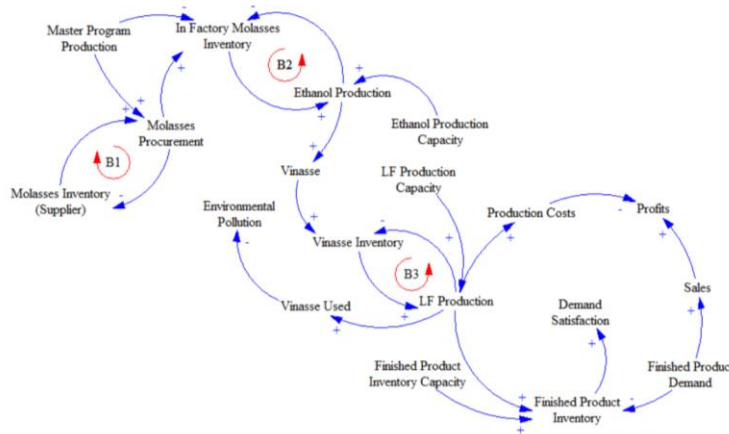 Master Program
Production
In Factory Molasses
Inventory
B2
Ethanol Production
Molasses
Procurement
B1
Ethanol Production
Capacity
Molasses Inventory
(Supplier)
Vinasse
LF Production
Capacity
Environmental
Pollution
Production Costs
Profits
Vinasse Inventory
B3
Vinasse Used
LF Production
Sales
Demand
Satisfaction
Finished Product
Inventory Capacity
Finished Product
Demand
Finished Product
Inventory